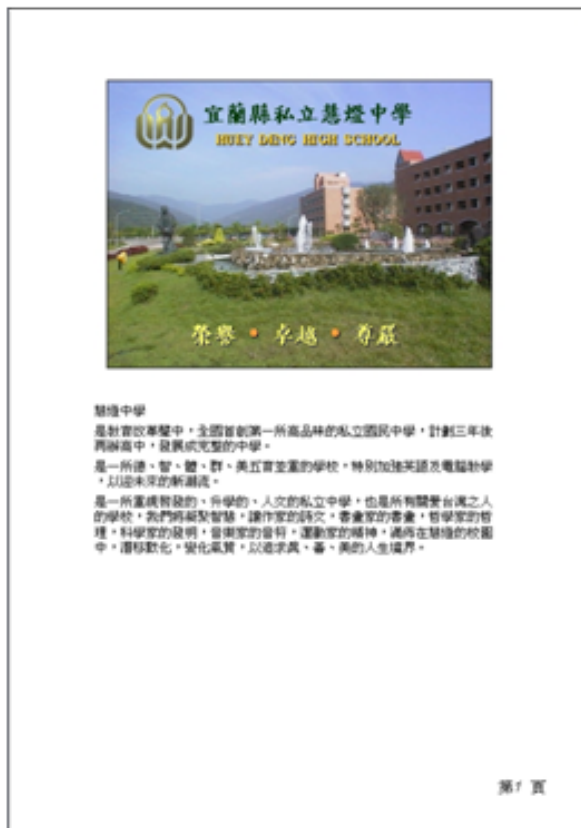 宜蘭縣私立慧燈中學
HUEY DENG HIGH SCHOOL
榮譽 • 卓越 • 尊嚴
慧燈中學
是教育改革聲中，全國首創第一所高品味的私立國民中學，計劃三年後
再辦高中，發展成完整的中學。
是一所德、智、體、群、美五育並重的學校，特別加強英語及電腦教學
，以迎未來的新潮流。
是一所重視啓發的、升學的、人文的私立中學，也是所有關愛台灣之人
的學校，我們將凝聚智慧，讓作家的詩文，書畫家的書畫，哲學家的哲
理，科學家的發明，音樂家的音符，運動家的精神，滿佈在慧燈的校園
中，潛移默化，變化氣質，以追求真、善、美的人生境界。
第1 頁